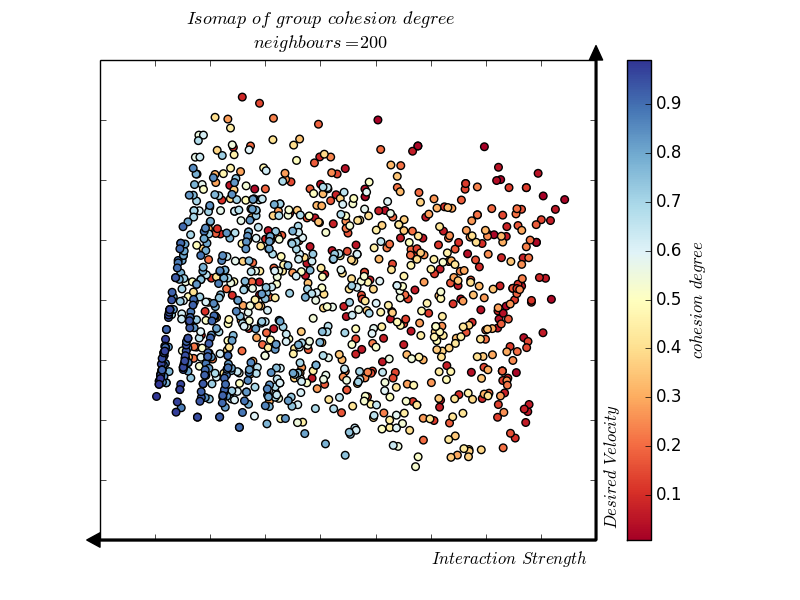 Isomap of group cohesion degree
neighbours =200
0.9
0.8
0.7
0.6
0.5
0.4
0.3
0.2
0.1
cohesion degree
Desired Velocity
Interaction Strength